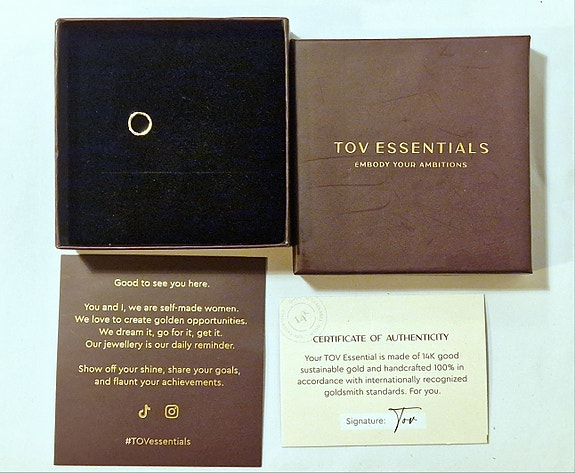 TOV ESSENTIALS
EMBODY YOUR AMBITIONS
Good to see you here.
You and I, we are self-made women.
We love to create golden opportunities.
We dream it, go for it, get it.
Our jewellery is our daily reminder.
Show off your shine, share your goals,
and flaunt your achievements.
#TOVessentials
CERTIFICATE OF AUTHENTICITY
Your TOV Essential is made of 14K good
sustainable gold and handcrafted 100% in
accordance with internationally recognized
goldsmith standards. For you.
Signature: Tov